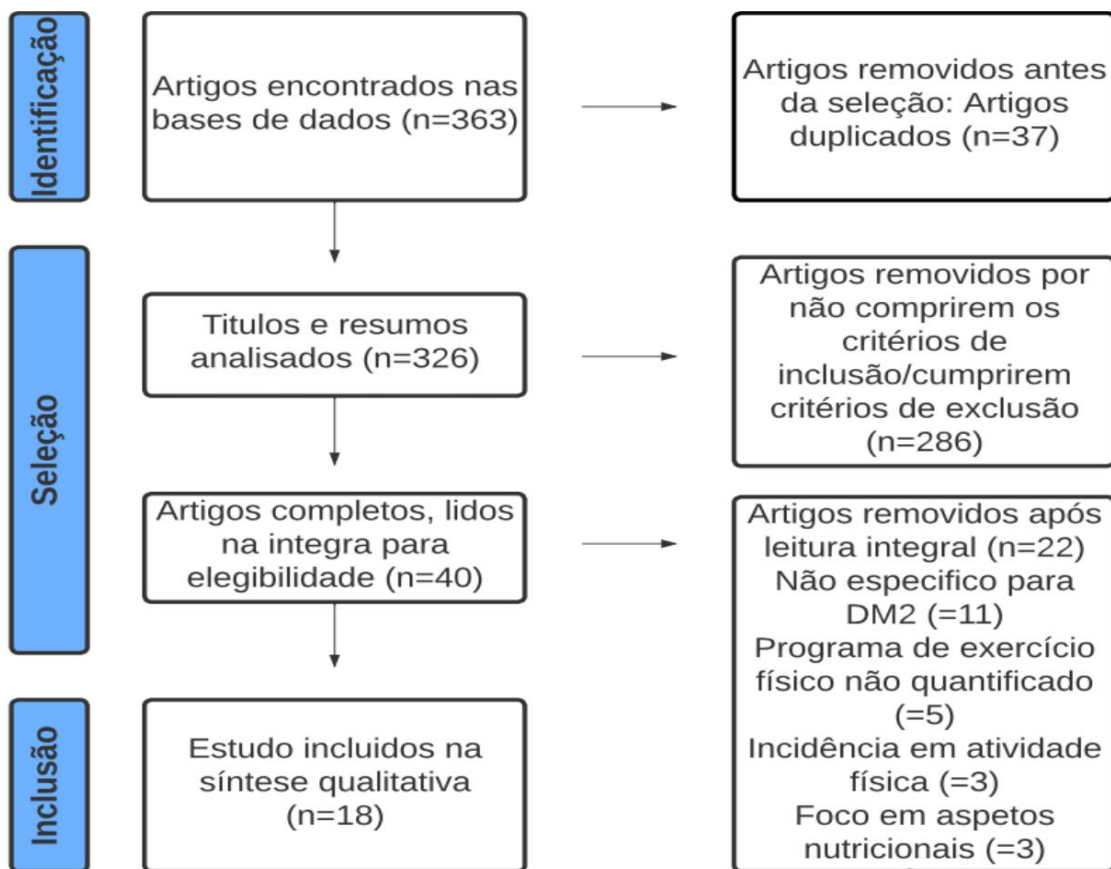 Identificação
Artigos encontrados nas
bases de dados (n=363)
Artigos removidos antes
da seleção: Artigos
duplicados (n=37)
Seleção
Titulos e resumos
analisados (n=326)
Artigos removidos por
não comprirem os
critérios de
inclusão/cumprirem
critérios de exclusão
(n=286)
Artigos completos, lidos
na integra para
elegibilidade (n=40)
Artigos removidos após
leitura integral (n=22)
Não especifico para
DM2 (=11)
Programa de exercício
físico não quantificado
(=5)
Incidência em atividade
física (=3)
Foco em aspetos
nutricionais (=3)
Inclusão
Estudo incluidos na
síntese qualitativa
(n=18)